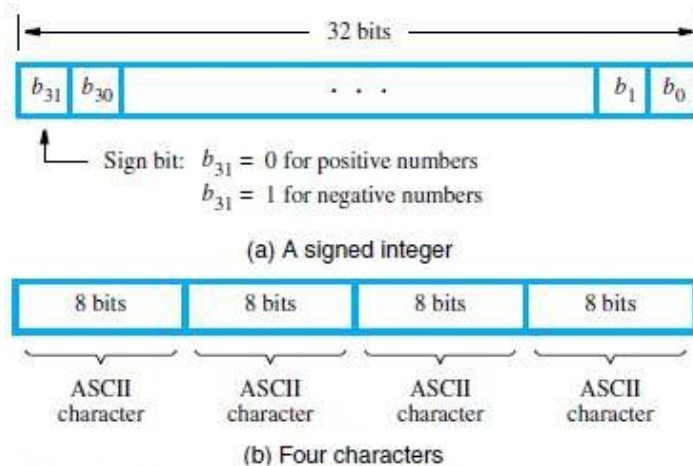 32 bits
b31 b30 . . . b1 b0
Sign bit: b31 = 0 for positive numbers
b31 = 1 for negative numbers
(a) A signed integer
8 bits 8 bits 8 bits 8 bits
ASCII ASCII ASCII ASCII
character character character character
(b) Four characters